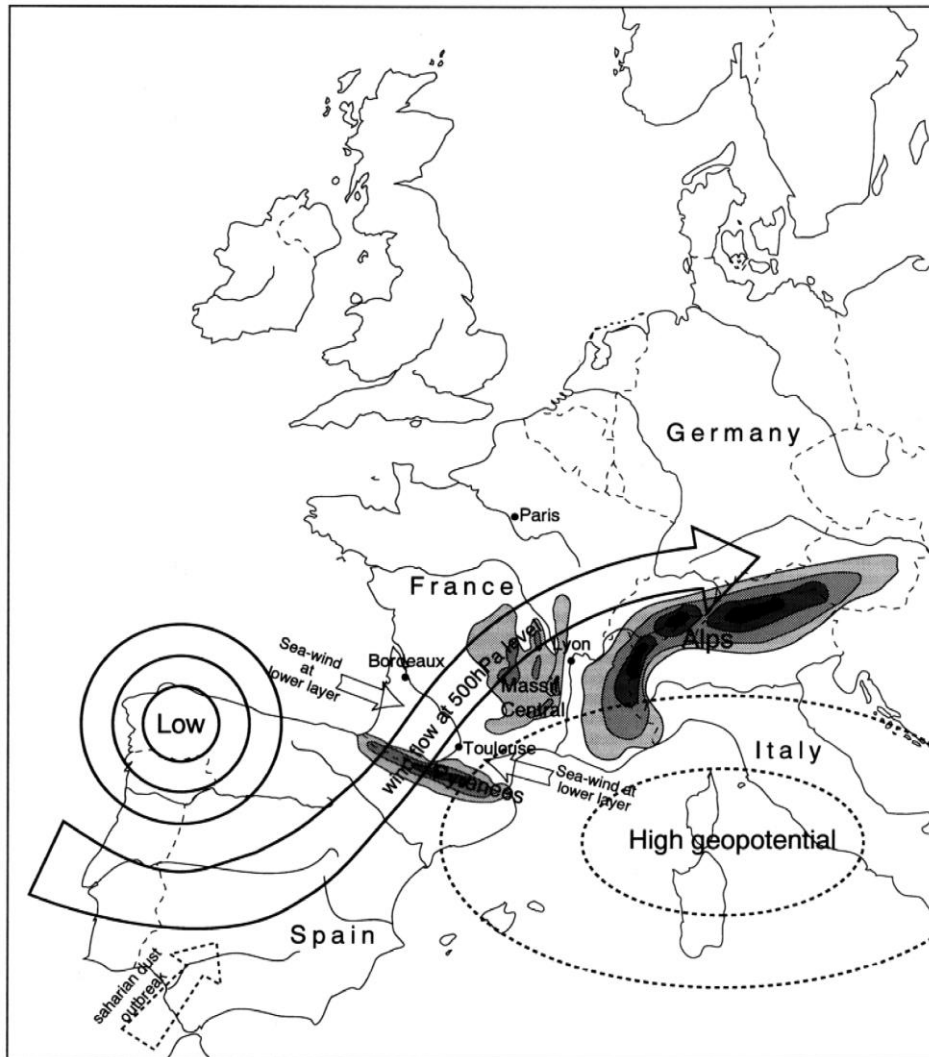 Germany
Paris
France
Sea-wind
at
lower layer
Bordeaux
wind flow at 500hPa level
Lyon
Alps
Massif
Central
Low
Toulouse
Italy
Pyrénées
Sea-wind at
lower layer
High geopotential
Spain
saharian dust
outbreak